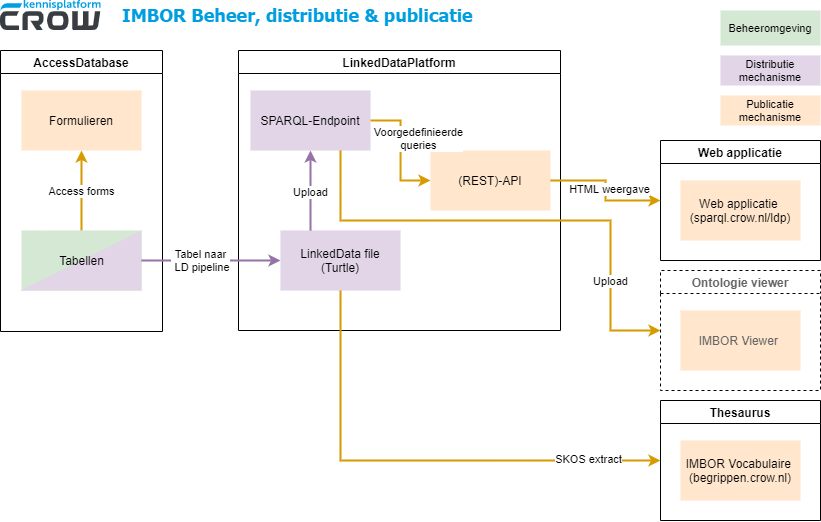 kennisplatform
CROW
IMBOR Beheer, distributie & publicatie
Beheeromgeving
Distributie
mechanisme
Publicatie
mechanisme
AccessDatabase
Formulieren
Access forms
Tabellen
Tabel naar
LD pipeline
LinkedDataPlatform
SPARQL-Endpoint
Voorgedefinieerde
queries
(REST)-API
Upload
LinkedData file
(Turtle)
HTML weergave
Upload
SKOS extract
Web applicatie
Web applicatie
(sparql.crow.nl/ldp)
Ontologie viewer
IMBOR Viewer
Thesaurus
IMBOR Vocabulaire
(begrippen.crow.nl)